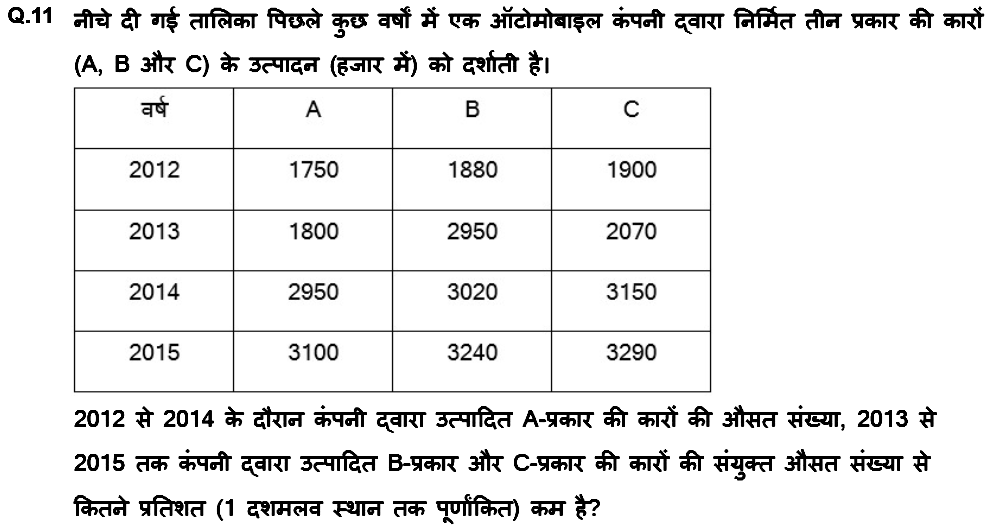 Q.11 नीचे दी गई तालिका पिछले कुछ वर्षों में एक ऑटोमोबाइल कंपनी द्वारा निर्मित तीन प्रकार की कारों
(A, B और C) के उत्पादन (हजार में) को दर्शाती है।
वर्ष A B C
2012 1750 1880 1900
2013 1800 2950 2070
2014 2950 3020 3150
2015 3100 3240 3290
2012 से 2014 के दौरान कंपनी द्वारा उत्पादित A-प्रकार की कारों की औसत संख्या, 2013 से
2015 तक कंपनी द्वारा उत्पादित B-प्रकार और C-प्रकार की कारों की संयुक्त औसत संख्या से
कितने प्रतिशत (1 दशमलव स्थान तक पूर्णांकित) कम है?